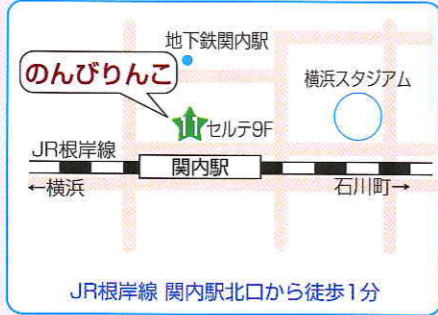 地下鉄関内駅
のんびりんこ
横浜スタジアム
11 セルテ9F
JR根岸線
関内駅
←横浜
石川町→
JR根岸線 関内駅北口から徒歩1分